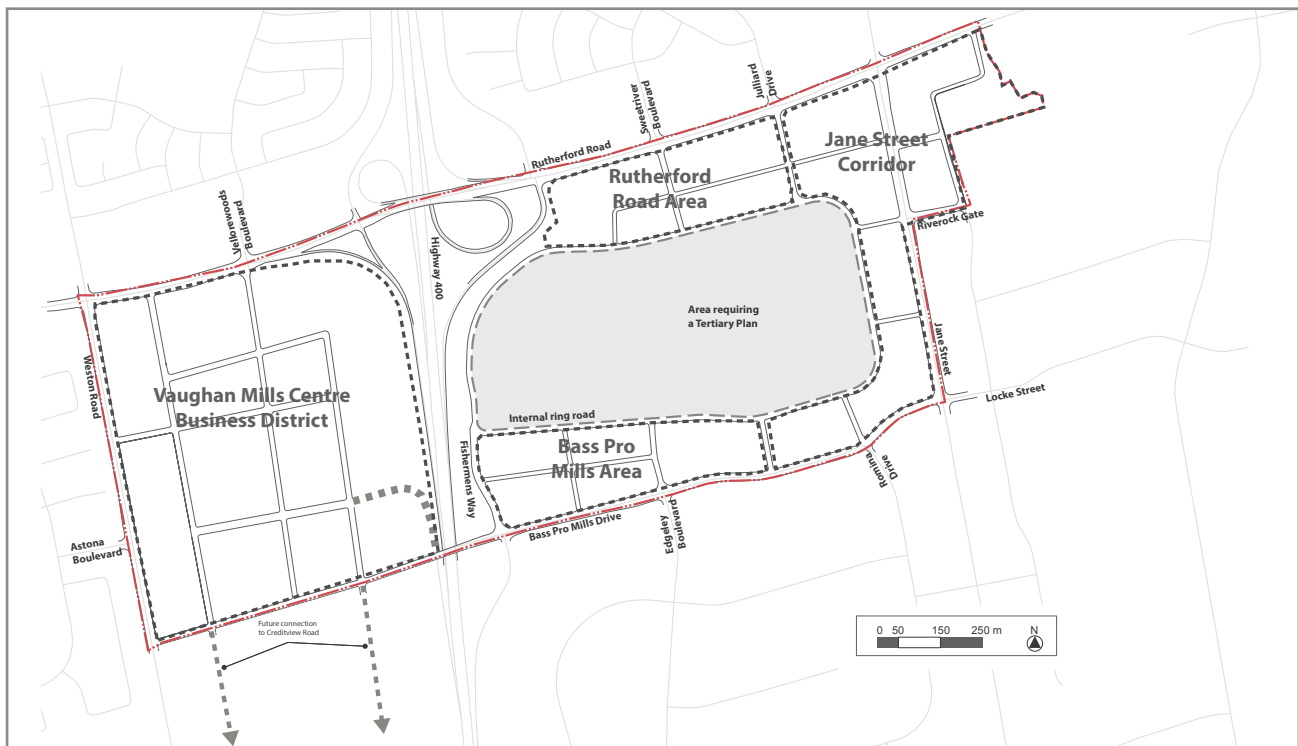 Sweetriver
Boulevard
Julliard
Drive
Rutherford Road
Jane Street
Corridor
Rutherford
Road Area
Vellorewoods
Boulevard
Highway 400
Riverock Gate
Area requiring
a Tertiary Plan
Weston Road
Jane Street
Vaughan Mills Centre
Business District
Locke Street
Internal ring road
Bass Pro
Mills Area
Fishermens Way
Romina
Drive
Bass Pro Mills Drive
Edgeley
Boulevard
Astona
Boulevard
Future connection
to Creditview Road
0 50 150 250 m
N